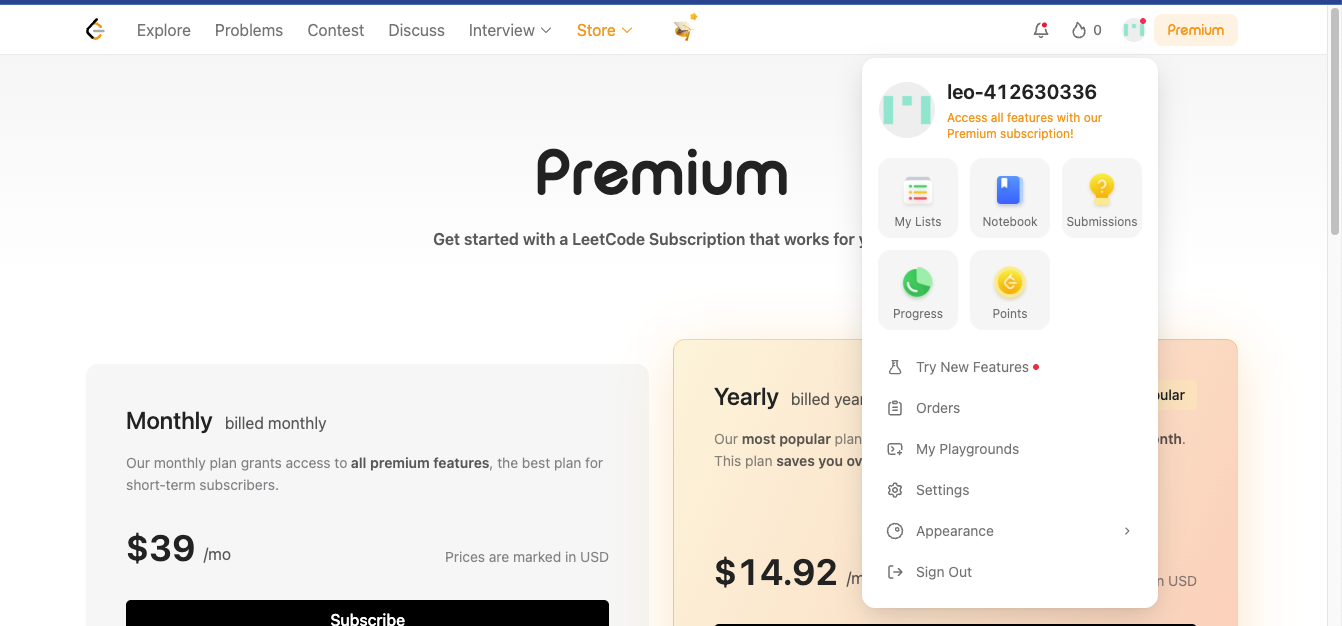 Explore Problems Contest Discuss Interview Store 0 Premium
leo-412630336
Access all features with our
Premium subscription!
My Lists Notebook Submissions
Progress Points
Try New Features
Orders
My Playgrounds
Settings
Appearance
Sign Out
Premium
Get started with a LeetCode Subscription that works for
Monthly billed monthly
Our monthly plan grants access to all premium features, the best plan for
short-term subscribers.
$39 /mo Prices are marked in USD
Subscribe
Yearly billed
Our most popular plan
This plan saves you
$14.92
USD